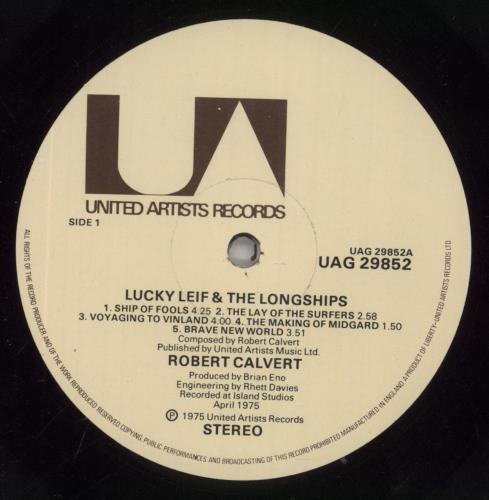 UA
UNITED ARTISTS RECORDS
SIDE 1
UAG 29852A
UAG 29852
LUCKY LEIF & THE LONGSHIPS
1. SHIP OF FOOLS 4.25 2. THE LAY OF THE SURFERS 2.58
3. VOYAGING TO VINLAND 4.00 4. THE MAKING OF MIDGARD 1.50
5. BRAVE NEW WORLD 3.51
Composed by Robert Calvert
Published by United Artists Music Ltd.
ROBERT CALVERT
Produced by Brian Eno
Engineering by Rhett Davies
Recorded at Island Studios
April 1975
℗ 1975 United Artists Records
STEREO
ALL RIGHTS OF THE RECORD PRODUCER AND OF THE WORK REPRODUCED RESERVED. COPYING, PUBLIC PERFORMANCES AND BROADCASTING OF THIS RECORD PROHIBITED MANUFACTURED IN ENGLAND A PRODUCT OF LIBERTY-UNITED ARTISTS RECORDS LTD.